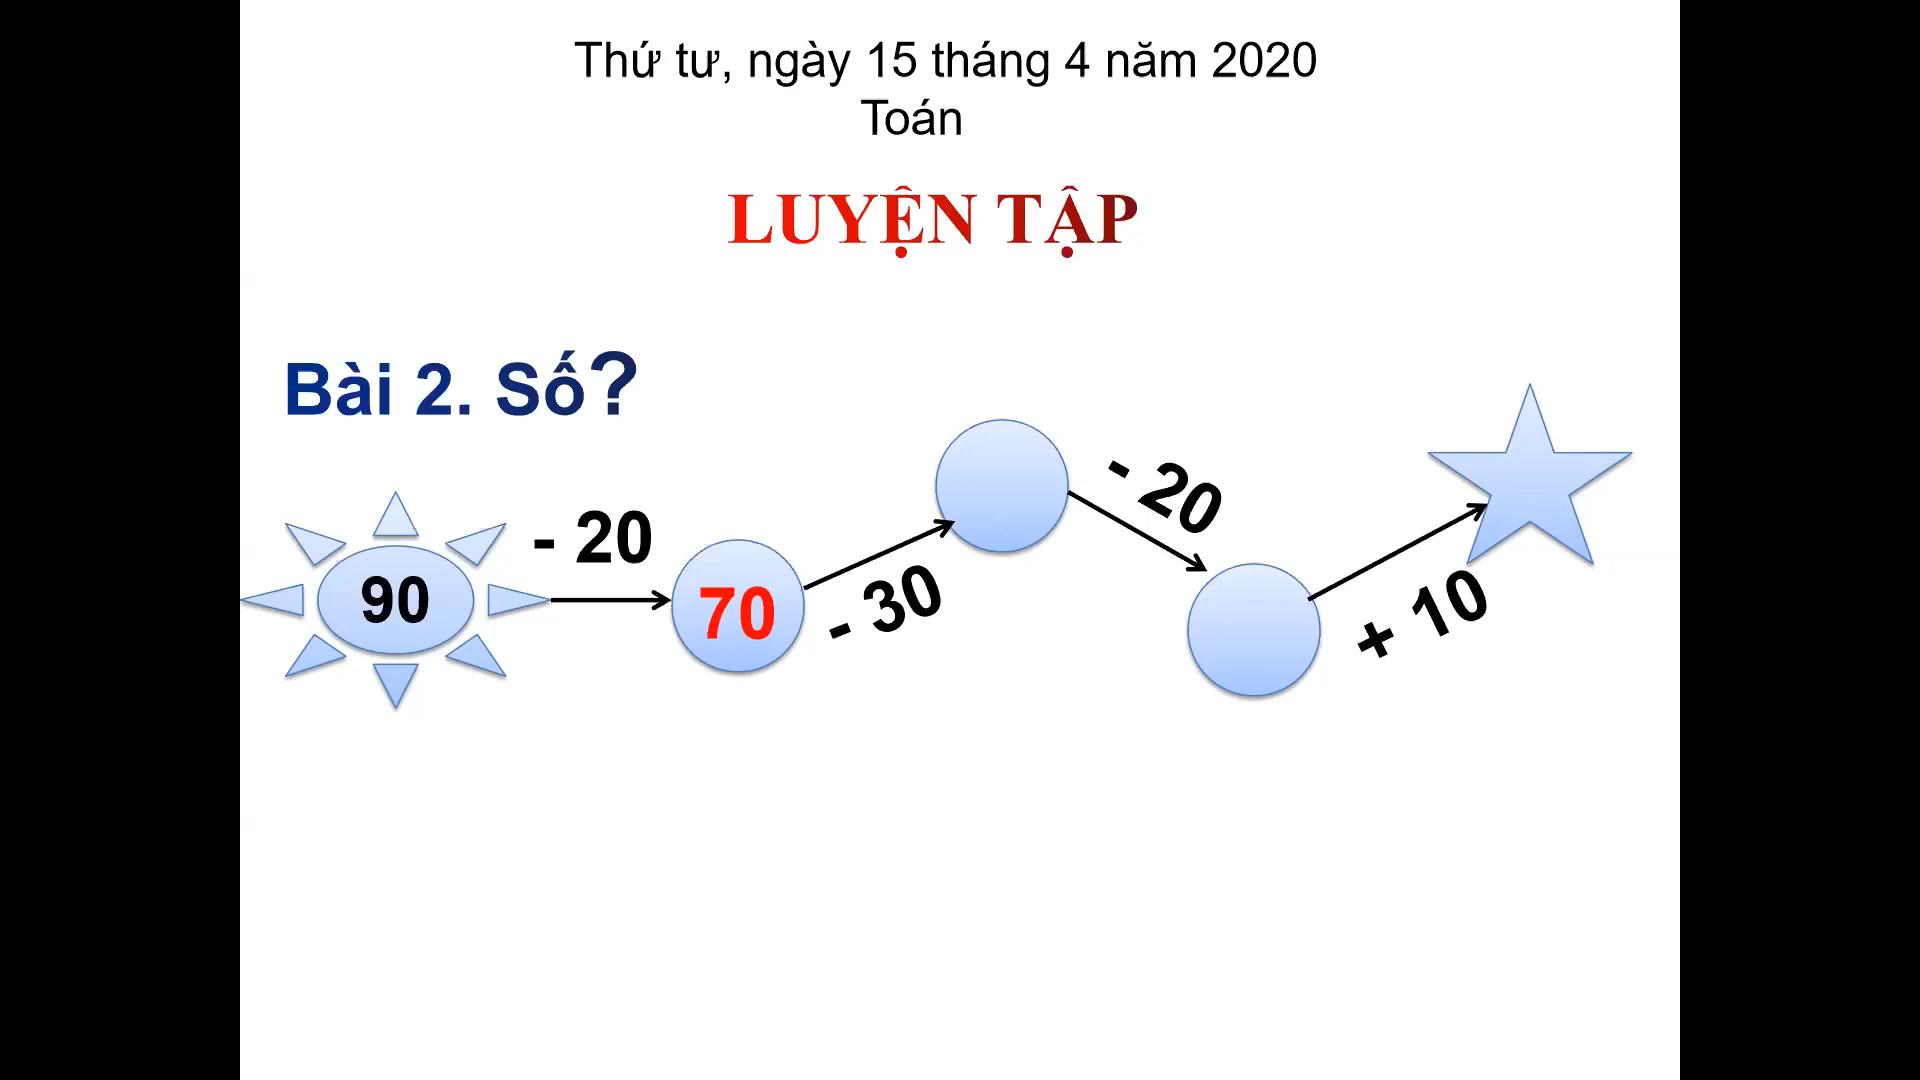 Thứ tư, ngày 15 tháng 4 năm 2020
Toán
LUYỆN TẬP
Bài 2. Số?
90
- 20
70
- 30
- 20
+ 10